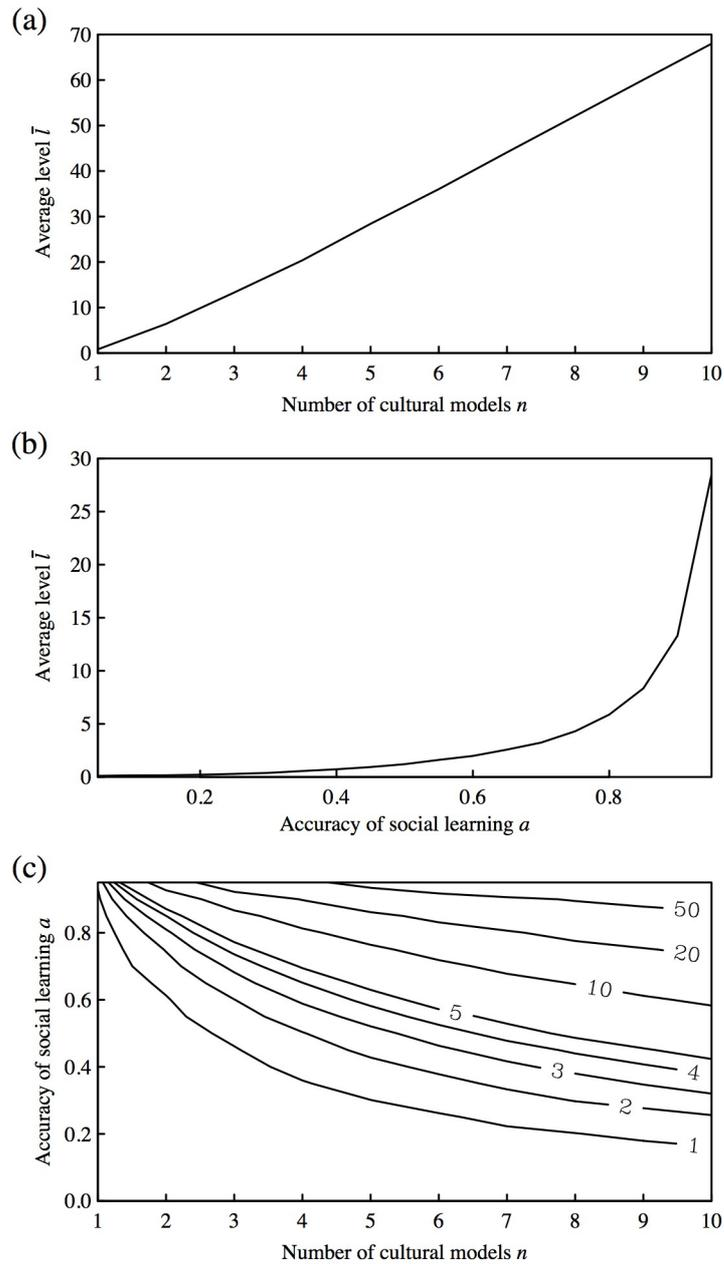 (a)
70
60
50
40
30
20
10
0
Average level l̄
1 2 3 4 5 6 7 8 9 10
Number of cultural models n
(b)
30
25
20
15
10
5
0
Average level l̄
0.2 0.4 0.6 0.8
Accuracy of social learning a
(c)
0.8
0.6
0.4
0.2
0.0
Accuracy of social learning a
50
20
10
5
4
3
2
1
1 2 3 4 5 6 7 8 9 10
Number of cultural models n